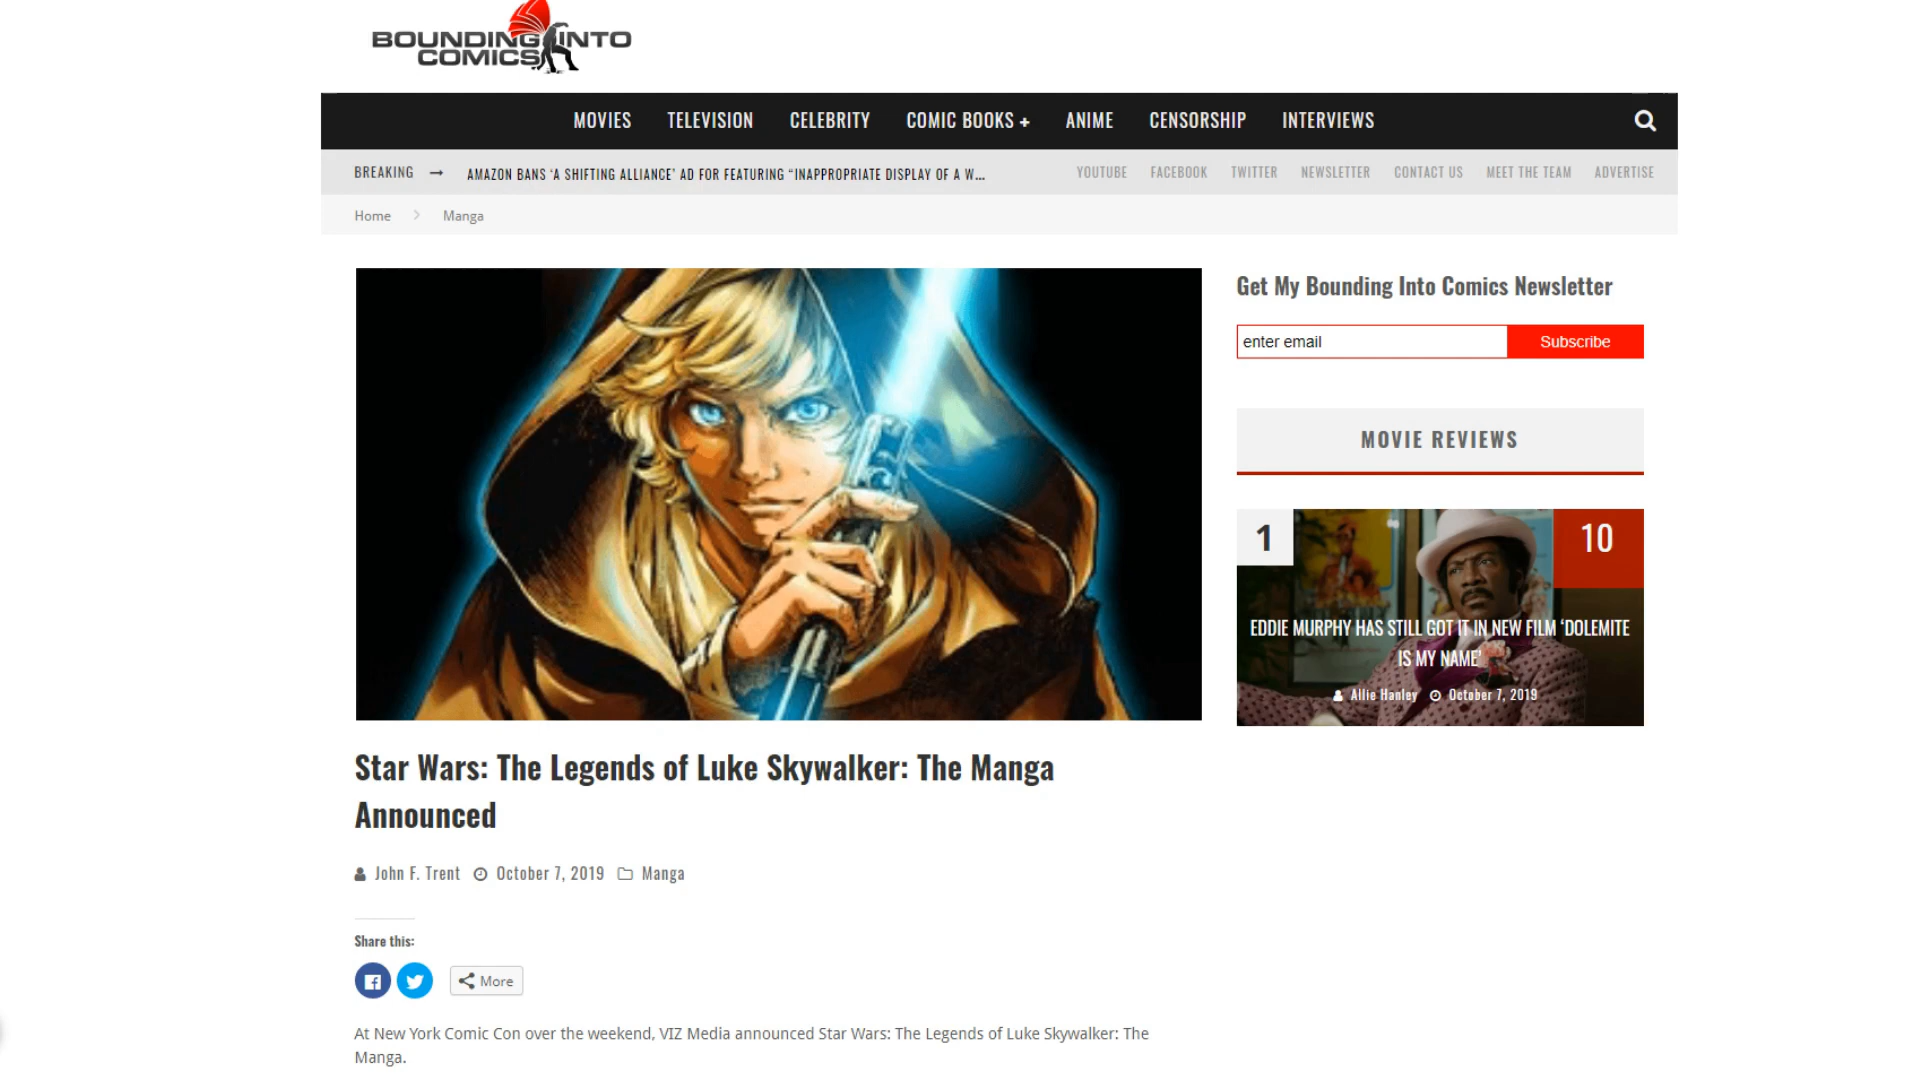 BOUNDING INTO
COMICS
MOVIES TELEVISION CELEBRITY COMIC BOOKS + ANIME CENSORSHIP INTERVIEWS
BREAKING → AMAZON BANS ‘A SHIFTING ALLIANCE’ AD FOR FEATURING “INAPPROPRIATE DISPLAY OF A W... YOUTUBE FACEBOOK TWITTER NEWSLETTER CONTACT US MEET THE TEAM ADVERTISE
Home > Manga
Get My Bounding Into Comics Newsletter
enter email Subscribe
MOVIE REVIEWS
1 10
EDDIE MURPHY HAS STILL GOT IT IN NEW FILM ‘DOLEMITE
IS MY NAME’
Allie Hanley October 7, 2019
Star Wars: The Legends of Luke Skywalker: The Manga
Announced
John F. Trent October 7, 2019 Manga
Share this:
More
At New York Comic Con over the weekend, VIZ Media announced Star Wars: The Legends of Luke Skywalker: The
Manga.